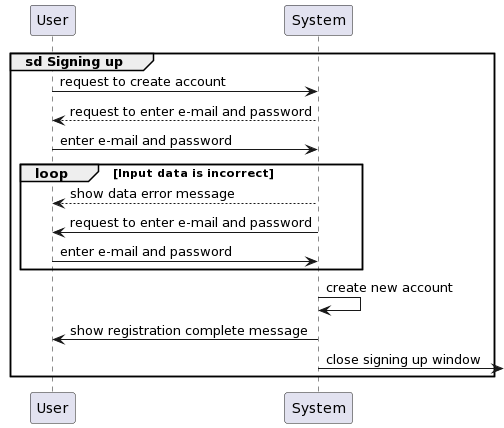 User System
sd Signing up
request to create account
request to enter e-mail and password
enter e-mail and password
loop [Input data is incorrect]
show data error message
request to enter e-mail and password
enter e-mail and password
create new account
show registration complete message
close signing up window
User System